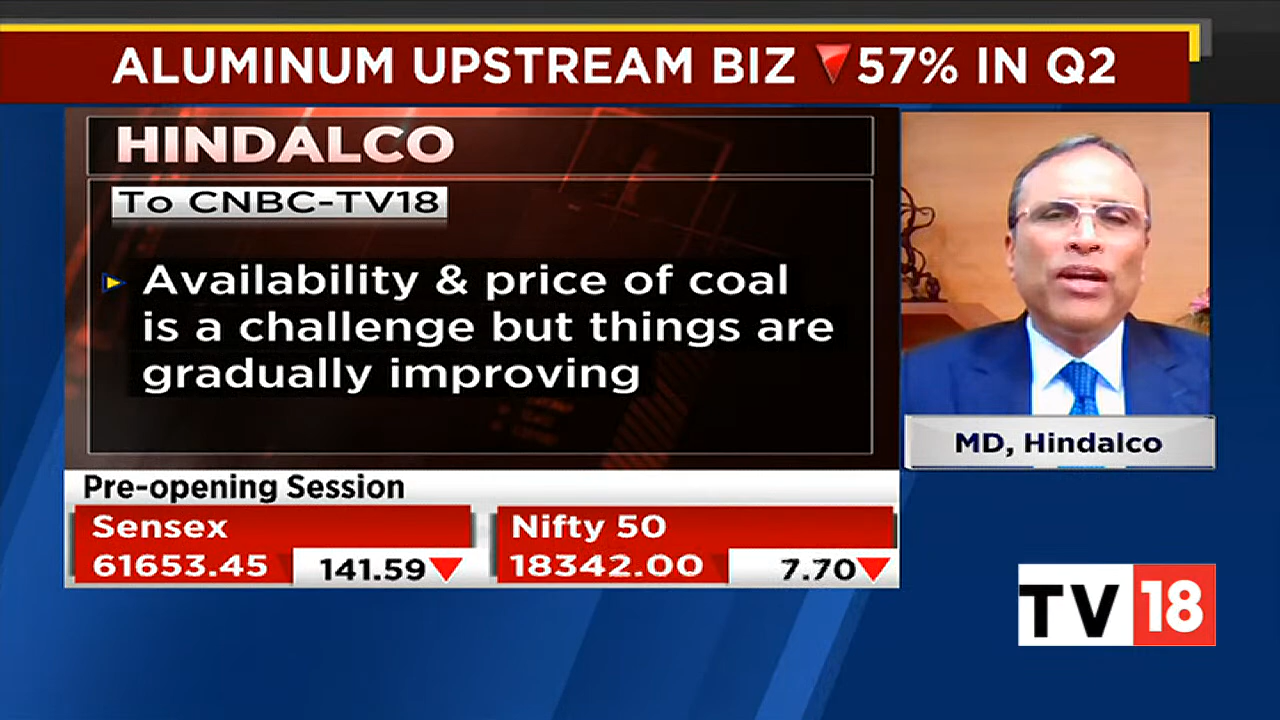 ALUMINUM UPSTREAM BIZ ▼57% IN Q2
HINDALCO
To CNBC-TV18
Availability & price of coal
is a challenge but things are
gradually improving
MD, Hindalco
Pre-opening Session
Sensex
61653.45 141.59▼
Nifty 50
18342.00 7.70▼
TV18